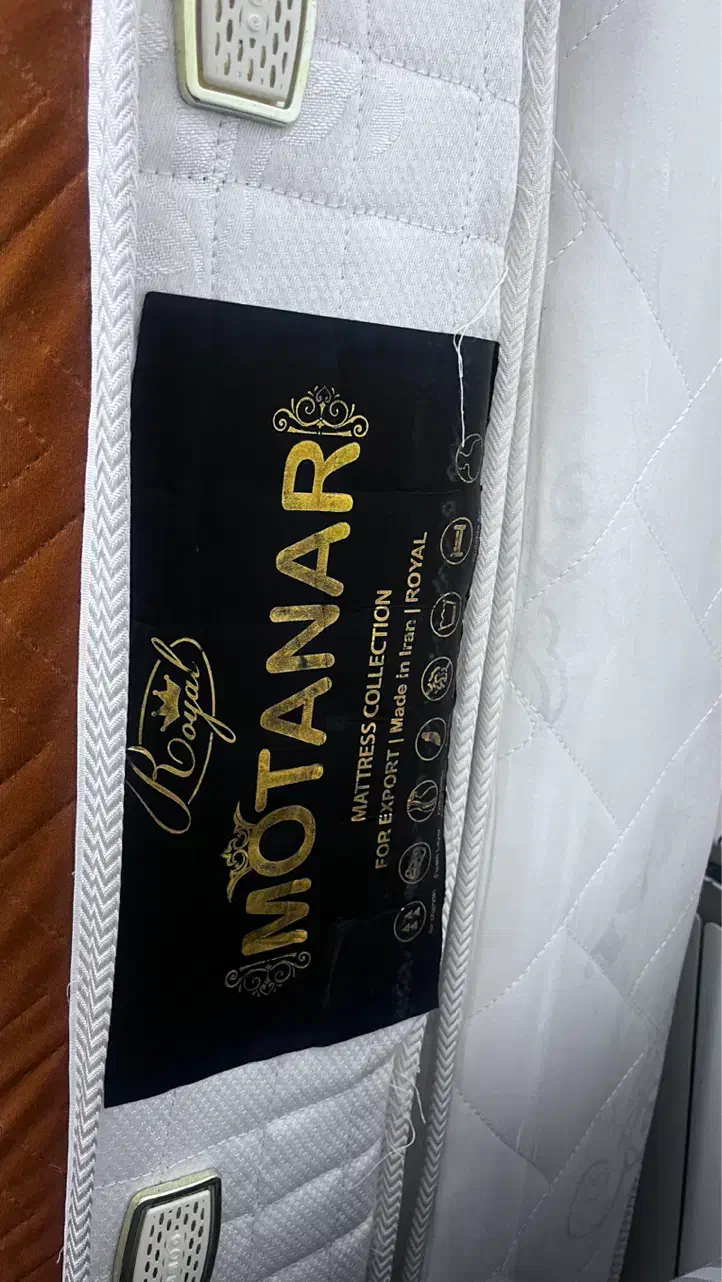 Royal
MOTANAR
MATTRESS COLLECTION
FOR EXPORT | Made in Iran | ROYAL